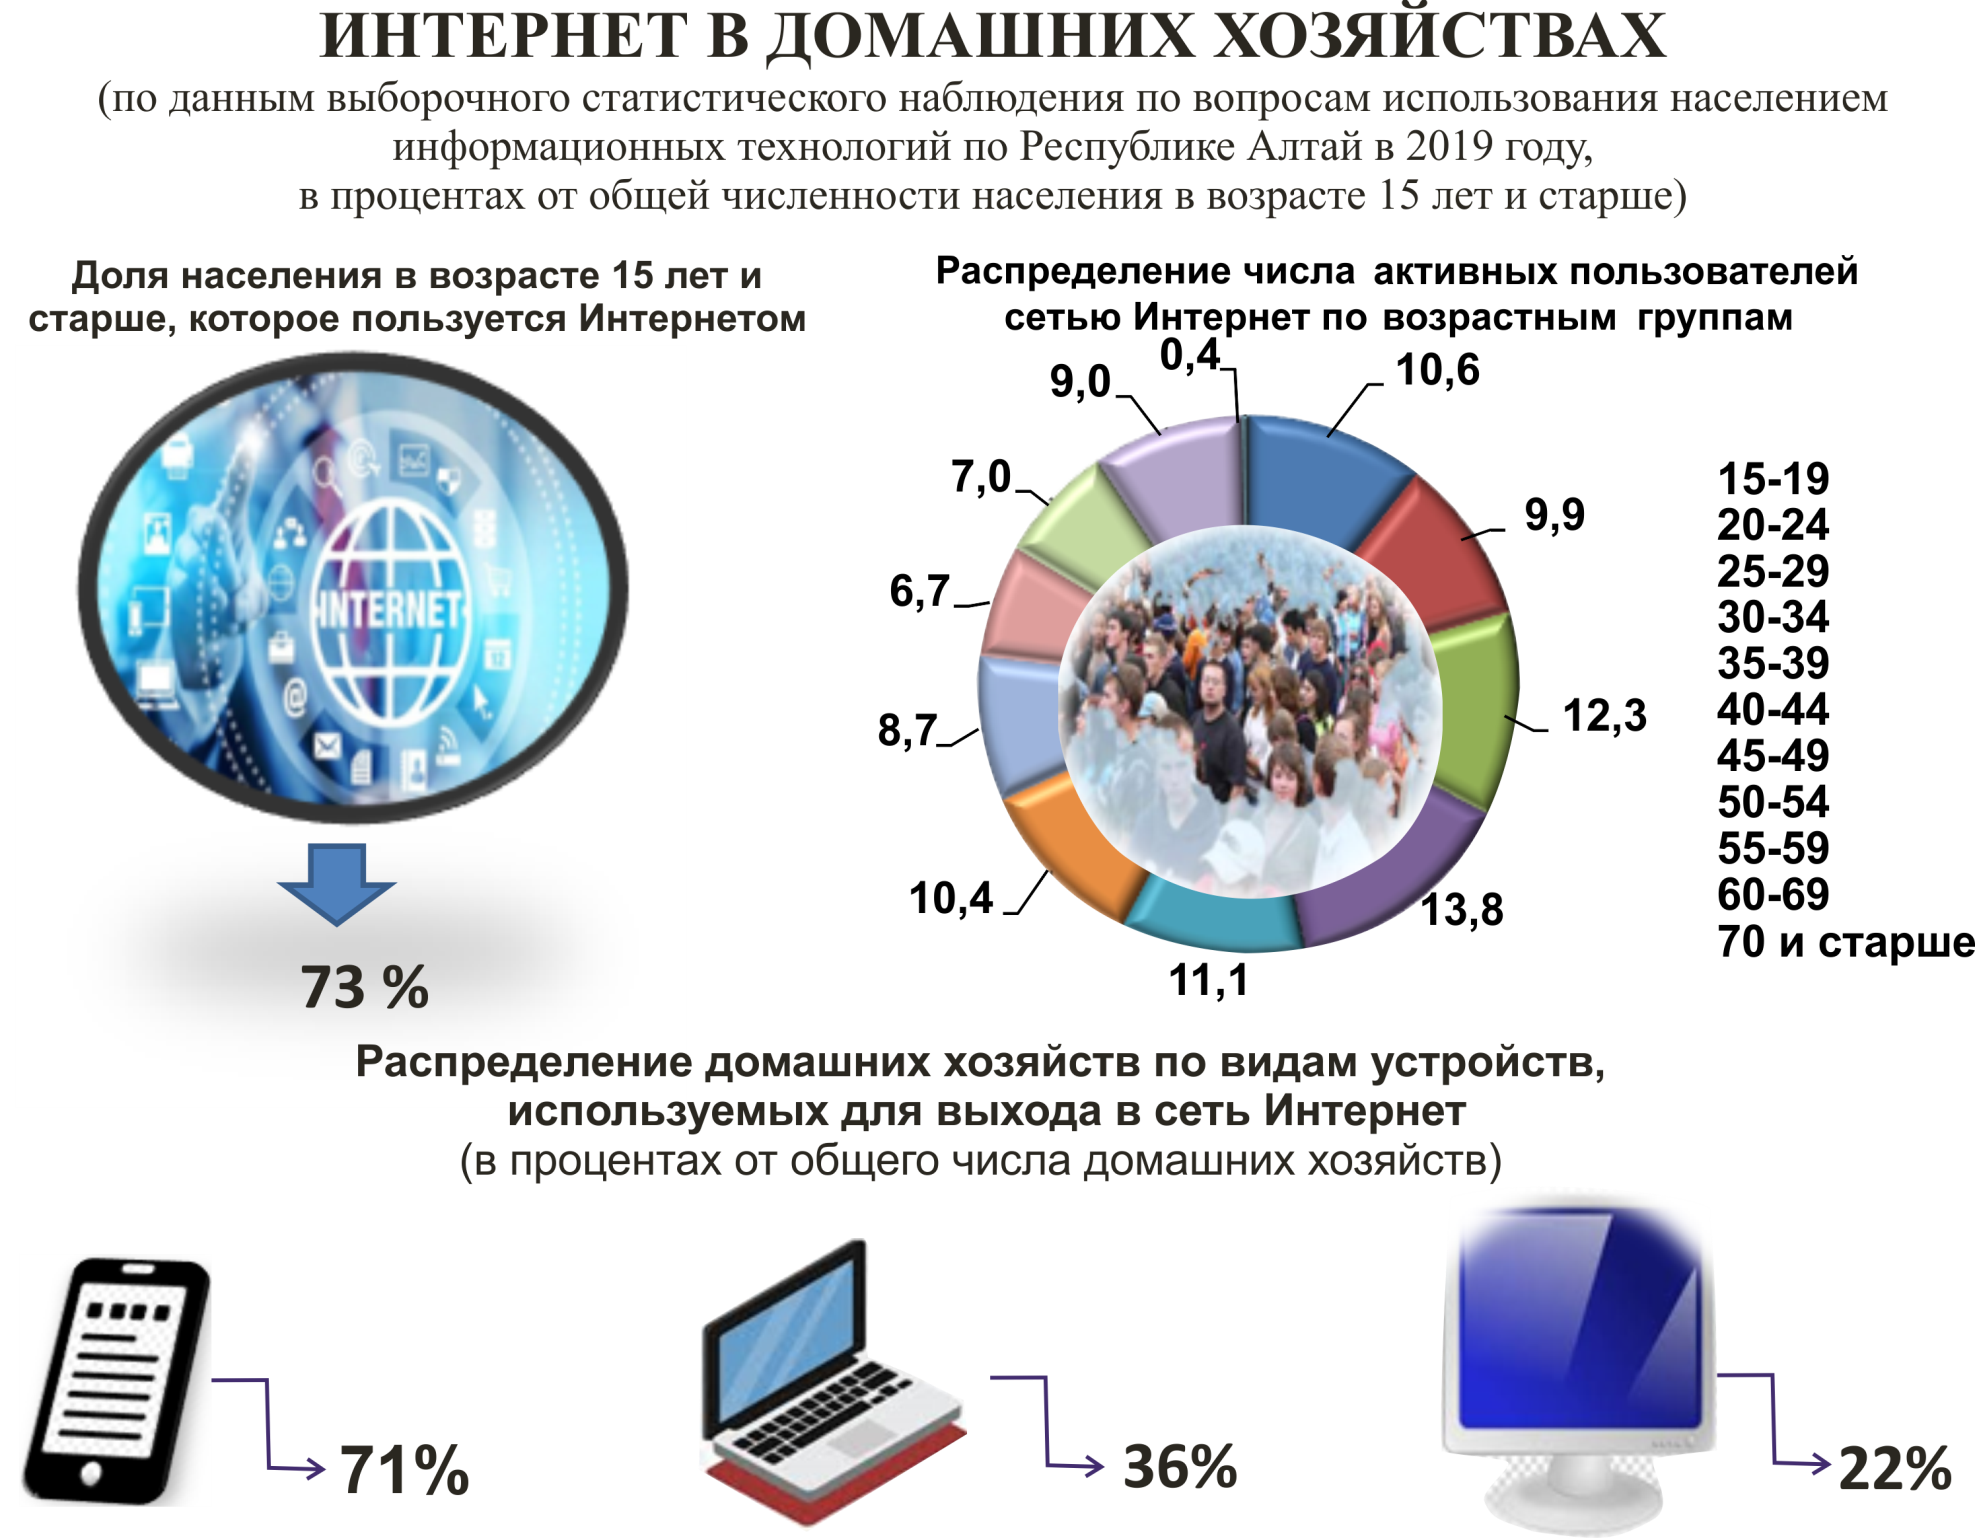 ИНТЕРНЕТ В ДОМАШНИХ ХОЗЯЙСТВАХ
(по данным выборочного статистического наблюдения по вопросам использования населением
информационных технологий по Республике Алтай в 2019 году,
в процентах от общей численности населения в возрасте 15 лет и старше)
Доля населения в возрасте 15 лет и
старше, которое пользуется Интернетом
INTERNET
12
@
73 %
Распределение числа активных пользователей
сетью Интернет по возрастным группам
0,4
10,6
9,0
7,0
9,9
6,7
12,3
8,7
10,4
13,8
11,1
15-19
20-24
25-29
30-34
35-39
40-44
45-49
50-54
55-59
60-69
70 и старше
Распределение домашних хозяйств по видам устройств,
используемых для выхода в сеть Интернет
(в процентах от общего числа домашних хозяйств)
71%
36%
22%